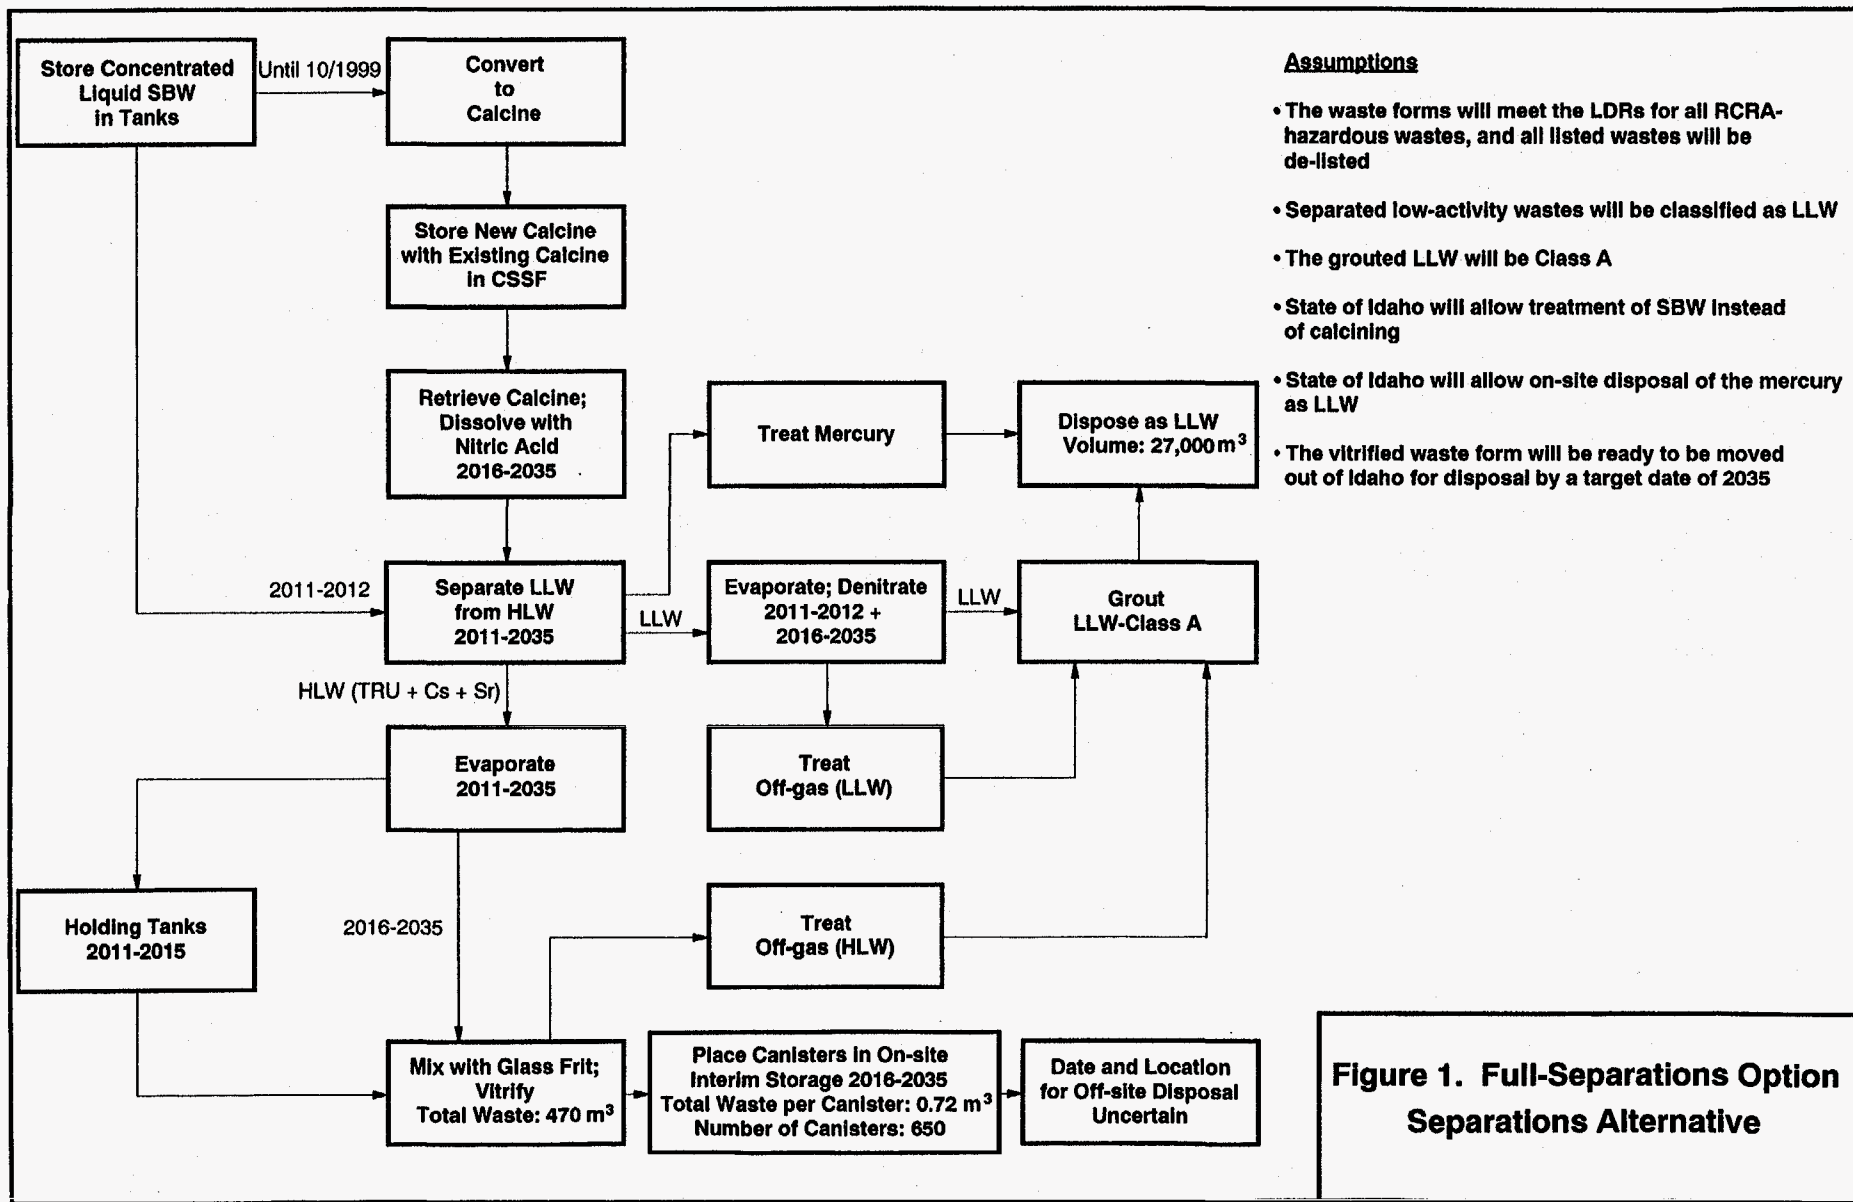 Store Concentrated
Liquid SBW
in Tanks
Until 10/1999
Convert
to
Calcine
Store New Calcine
with Existing Calcine
in CSSF
Retrieve Calcine;
Dissolve with
Nitric Acid
2016-2035
Treat Mercury
Dispose as LLW
Volume: 27,000 m³
2011-2012
Separate LLW
from HLW
2011-2035
LLW
Evaporate; Denitrate
2011-2012 +
2016-2035
LLW
Grout
LLW-Class A
HLW (TRU + Cs + Sr)
Evaporate
2011-2035
Treat
Off-gas (LLW)
Holding Tanks
2011-2015
2016-2035
Treat
Off-gas (HLW)
Mix with Glass Frit;
Vitrify
Total Waste: 470 m³
Place Canisters in On-site
Interim Storage 2016-2035
Total Waste per Canister: 0.72 m³
Number of Canisters: 650
Date and Location
for Off-site Disposal
Uncertain
Assumptions
• The waste forms will meet the LDRs for all RCRA-
hazardous wastes, and all listed wastes will be
de-listed
• Separated low-activity wastes will be classified as LLW
• The grouted LLW will be Class A
• State of Idaho will allow treatment of SBW instead
of calcining
• State of Idaho will allow on-site disposal of the mercury
as LLW
• The vitrified waste form will be ready to be moved
out of Idaho for disposal by a target date of 2035
Figure 1. Full-Separations Option
Separations Alternative